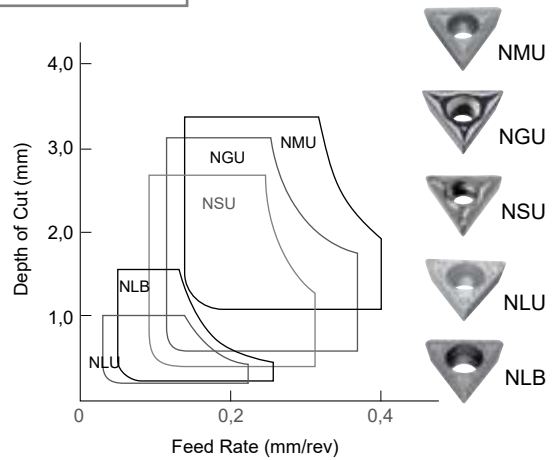 4,0
3,0
2,0
1,0
0
0,2
0,4
Depth of Cut (mm)
Feed Rate (mm/rev)
NMU
NGU
NSU
NLB
NLU
NMU
NGU
NSU
NLU
NLB